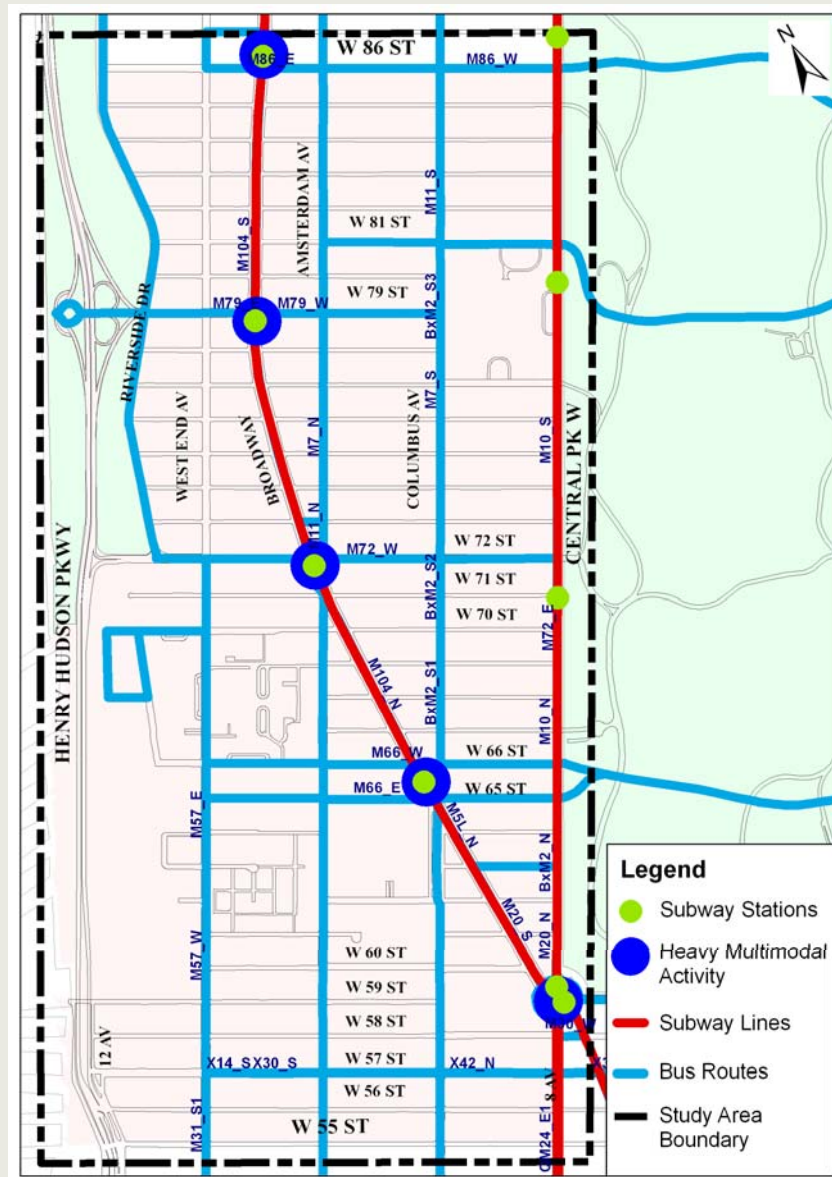 N
W 86 ST
M86_E
M86_W
AMSTERDAM AV
M11_S
M104_S
W 81 ST
W 79 ST
M79_W
BxM2_S3
RIVERSIDE DR
M7_S
M10_S
WEST END AV
BROADWAY
M7_N
COLUMBUS AV
CENTRAL PK W
M72_W
W 72 ST
BxM2_S2
W 71 ST
W 70 ST
M72_E
HENRY HUDSON PKWY
M104_N
BxM2_S1
M10_N
M66_W
W 66 ST
M66_E
W 65 ST
M57_E
M5L_N
BxM2_N
M20_S
M20_N
M57_W
W 60 ST
W 59 ST
W 58 ST
W 57 ST
W 56 ST
W 55 ST
12 AV
X14_S X30_S
X42_N
8 AV
M31_S1
Legend
Subway Stations
Heavy Multimodal
Activity
Subway Lines
Bus Routes
Study Area
Boundary